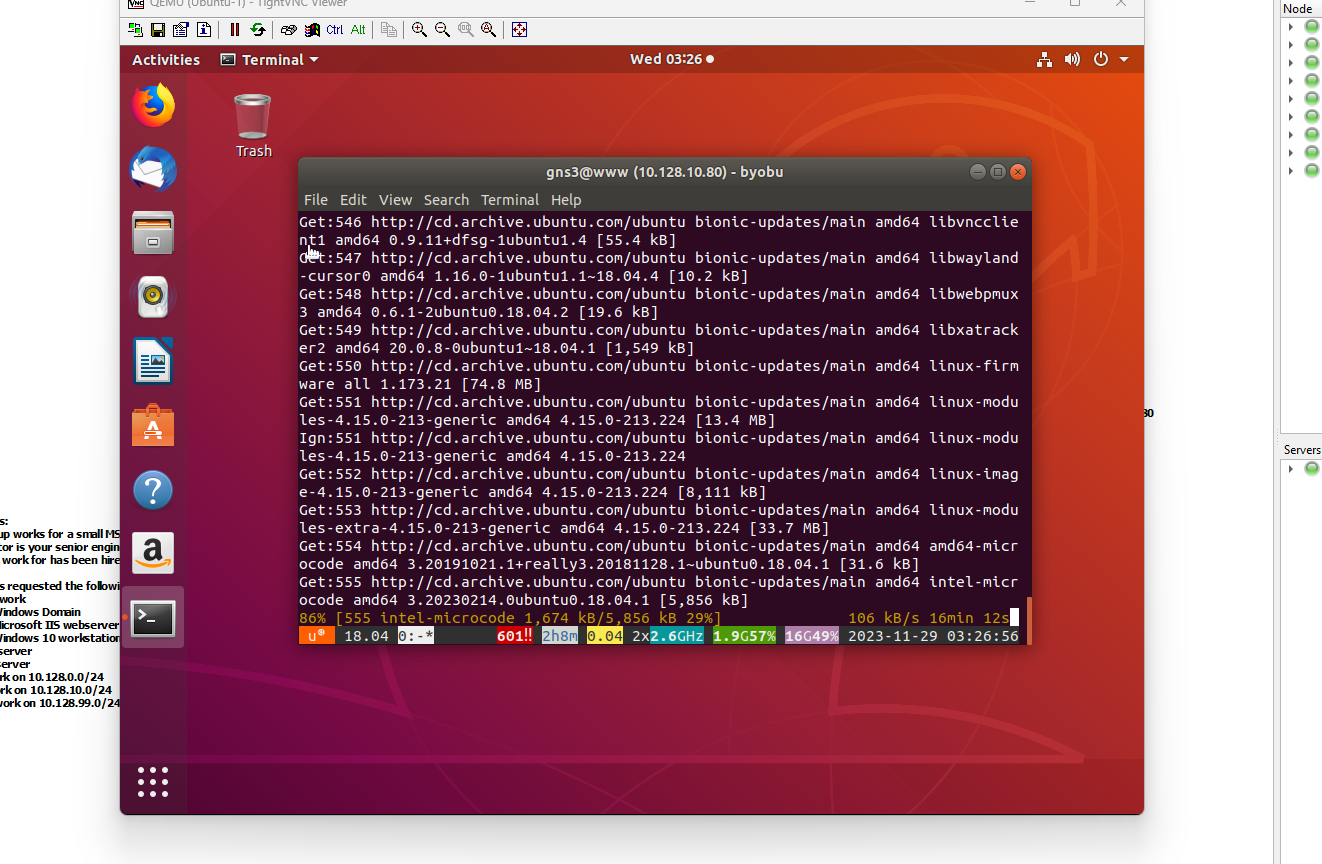 QEMU (Ubuntu-1) - TightVNC Viewer
Ctrl Alt
Node
Activities
Terminal
Wed 03:26
Trash
gns3@www (10.128.10.80) - byobu
File Edit View Search Terminal Help
Get:546 http://cd.archive.ubuntu.com/ubuntu bionic-updates/main amd64 libvncclie
nt1 amd64 0.9.11+dfsg-1ubuntu1.4 [55.4 kB]
Get:547 http://cd.archive.ubuntu.com/ubuntu bionic-updates/main amd64 libwayland
-cursor0 amd64 1.16.0-1ubuntu1.1~18.04.4 [10.2 kB]
Get:548 http://cd.archive.ubuntu.com/ubuntu bionic-updates/main amd64 libwebpmux
3 amd64 0.6.1-2ubuntu0.18.04.2 [19.6 kB]
Get:549 http://cd.archive.ubuntu.com/ubuntu bionic-updates/main amd64 libxatrack
er2 amd64 20.0.8-0ubuntu1~18.04.1 [1,549 kB]
Get:550 http://cd.archive.ubuntu.com/ubuntu bionic-updates/main amd64 linux-firm
ware all 1.173.21 [74.8 MB]
Get:551 http://cd.archive.ubuntu.com/ubuntu bionic-updates/main amd64 linux-modu
les-4.15.0-213-generic amd64 4.15.0-213.224 [13.4 MB]
Ign:551 http://cd.archive.ubuntu.com/ubuntu bionic-updates/main amd64 linux-modu
les-4.15.0-213-generic amd64 4.15.0-213.224
Get:552 http://cd.archive.ubuntu.com/ubuntu bionic-updates/main amd64 linux-imag
e-4.15.0-213-generic amd64 4.15.0-213.224 [8,111 kB]
Get:553 http://cd.archive.ubuntu.com/ubuntu bionic-updates/main amd64 linux-modu
les-extra-4.15.0-213-generic amd64 4.15.0-213.224 [33.7 MB]
Get:554 http://cd.archive.ubuntu.com/ubuntu bionic-updates/main amd64 amd64-micr
ocode amd64 3.20191021.1+really3.20181128.1~ubuntu0.18.04.1 [31.6 kB]
Get:555 http://cd.archive.ubuntu.com/ubuntu bionic-updates/main amd64 intel-micr
ocode amd64 3.20230214.0ubuntu0.18.04.1 [5,856 kB]
86% [555 intel-microcode 1,674 kB/5,856 kB 29%] 106 kB/s 16min 12s
u 18.04 0:-* 601!! 2h8m 0.04 2x2.6GHz 1.9G57% 16G49% 2023-11-29 03:26:56
80
Servers
s:
up works for a small MS
tor is your senior engin
work for has been hire
s requested the followi
work
Windows Domain
Microsoft IIS webserver
Windows 10 workstation
server
server
rk on 10.128.0.0/24
rk on 10.128.10.0/24
work on 10.128.99.0/24